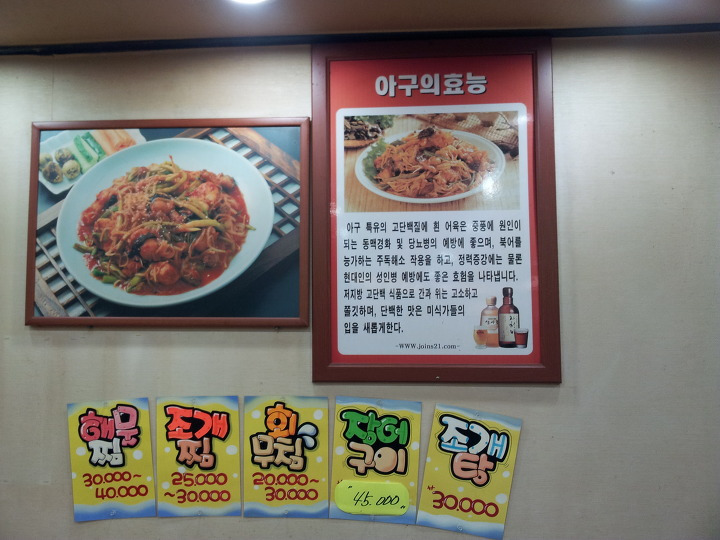 아구의효능
아구 특유의 고단백질에 흰 어육은 중풍에 원인이
되는 동맥경화 및 당뇨병의 예방에 좋으며, 북어를
능가하는 주독해소 작용을 하고, 정력증강에는 물론
현대인의 성인병 예방에도 좋은 효험을 나타냅니다.
저지방 고단백 식품으로 간과 위는 고소하고
쫄깃하며, 단백한 맛은 미식가들의
입을 새롭게한다.
-WWW.joins21.com-
해물
찜
30.000~
40.000
조개
찜
25.000
~30.000
회
무침
20.000~
30.000
장어
구이
45.000
조개
탕
30.000